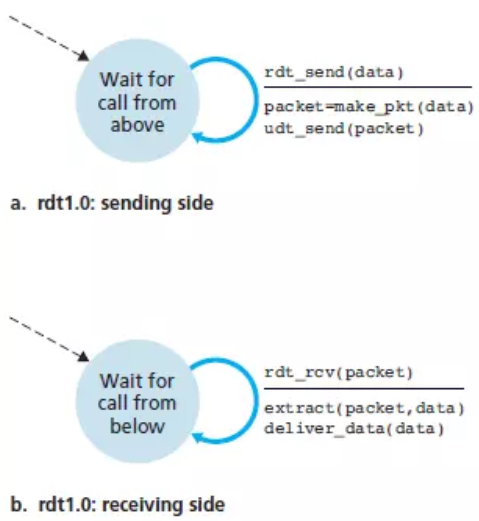 Wait for
call from
above
rdt_send(data)
packet=make_pkt(data)
udt_send(packet)
a. rdt1.0: sending side
Wait for
call from
below
rdt_rcv(packet)
extract(packet,data)
deliver_data(data)
b. rdt1.0: receiving side